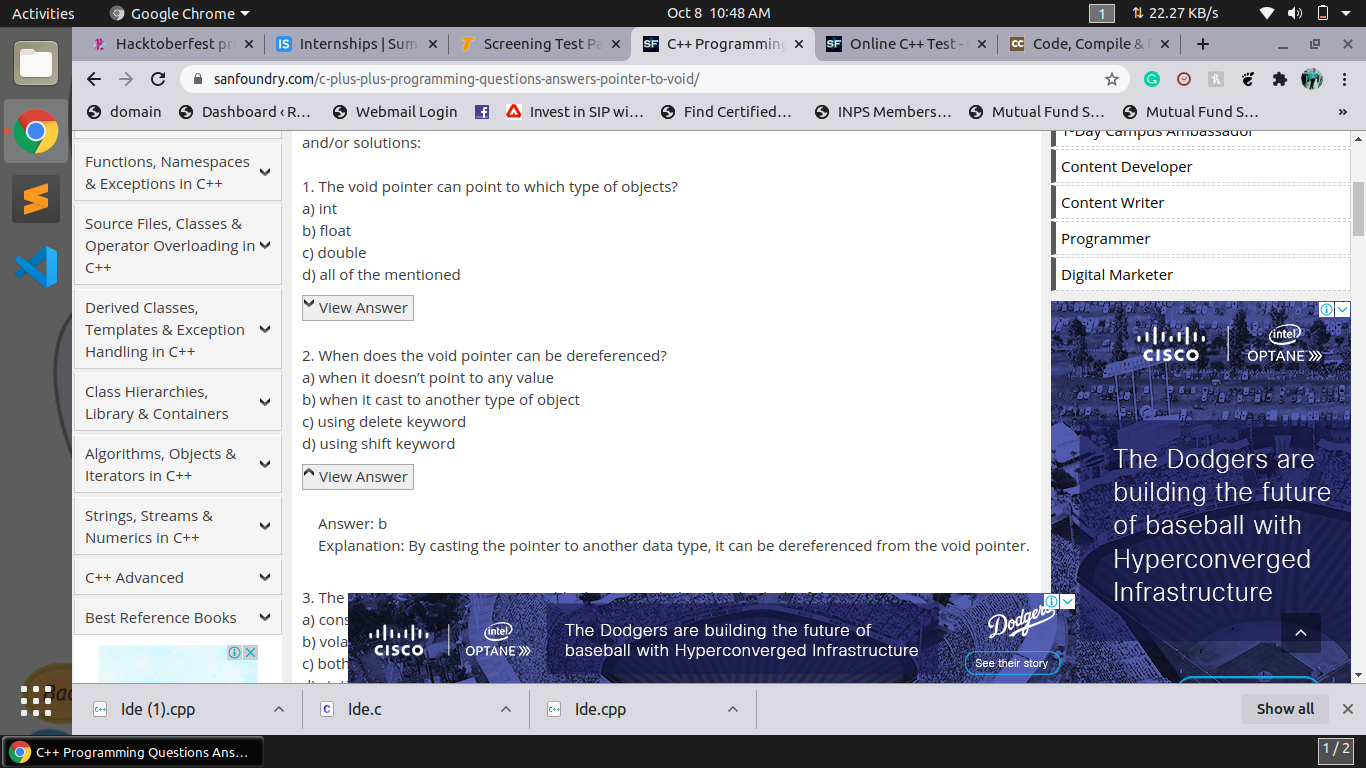 Activities
Google Chrome
Oct 8 10:48 AM
1
22.27 KB/s
Hacktoberfest pr
Internships | Sum
Screening Test Pa
C++ Programming
Online C++ Test -
Code, Compile &
sanfoundry.com/c-plus-plus-programming-questions-answers-pointer-to-void/
domain
Dashboard ‹ R...
Webmail Login
Invest in SIP wi...
Find Certified...
INPS Members...
Mutual Fund S...
Mutual Fund S...
»
Functions, Namespaces
& Exceptions in C++
Source Files, Classes &
Operator Overloading in
C++
Derived Classes,
Templates & Exception
Handling in C++
Class Hierarchies,
Library & Containers
Algorithms, Objects &
Iterators in C++
Strings, Streams &
Numerics in C++
C++ Advanced
Best Reference Books
and/or solutions:
1. The void pointer can point to which type of objects?
a) int
b) float
c) double
d) all of the mentioned
View Answer
2. When does the void pointer can be dereferenced?
a) when it doesn’t point to any value
b) when it cast to another type of object
c) using delete keyword
d) using shift keyword
View Answer
Answer: b
Explanation: By casting the pointer to another data type, it can be dereferenced from the void pointer.
3. The
a) cons
b) vola
c) both
1-Day Campus Ambassador
Content Developer
Content Writer
Programmer
Digital Marketer
CISCO
intel
OPTANE
The Dodgers are
building the future
of baseball with
Hyperconverged
Infrastructure
CISCO
intel
OPTANE
The Dodgers are building the future of
baseball with Hyperconverged Infrastructure
Dodgers
See their story
Ide (1).cpp
Ide.c
Ide.cpp
Show all
C++ Programming Questions Ans...
1 / 2